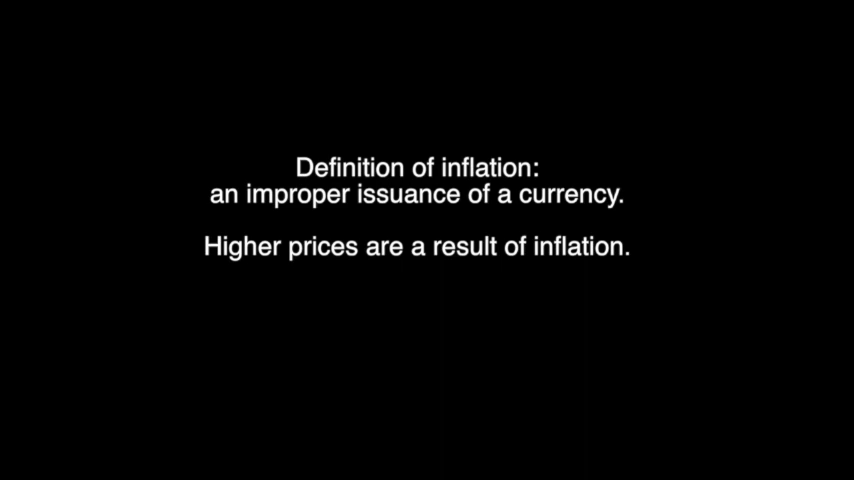 Definition of inflation:
an improper issuance of a currency.
Higher prices are a result of inflation.